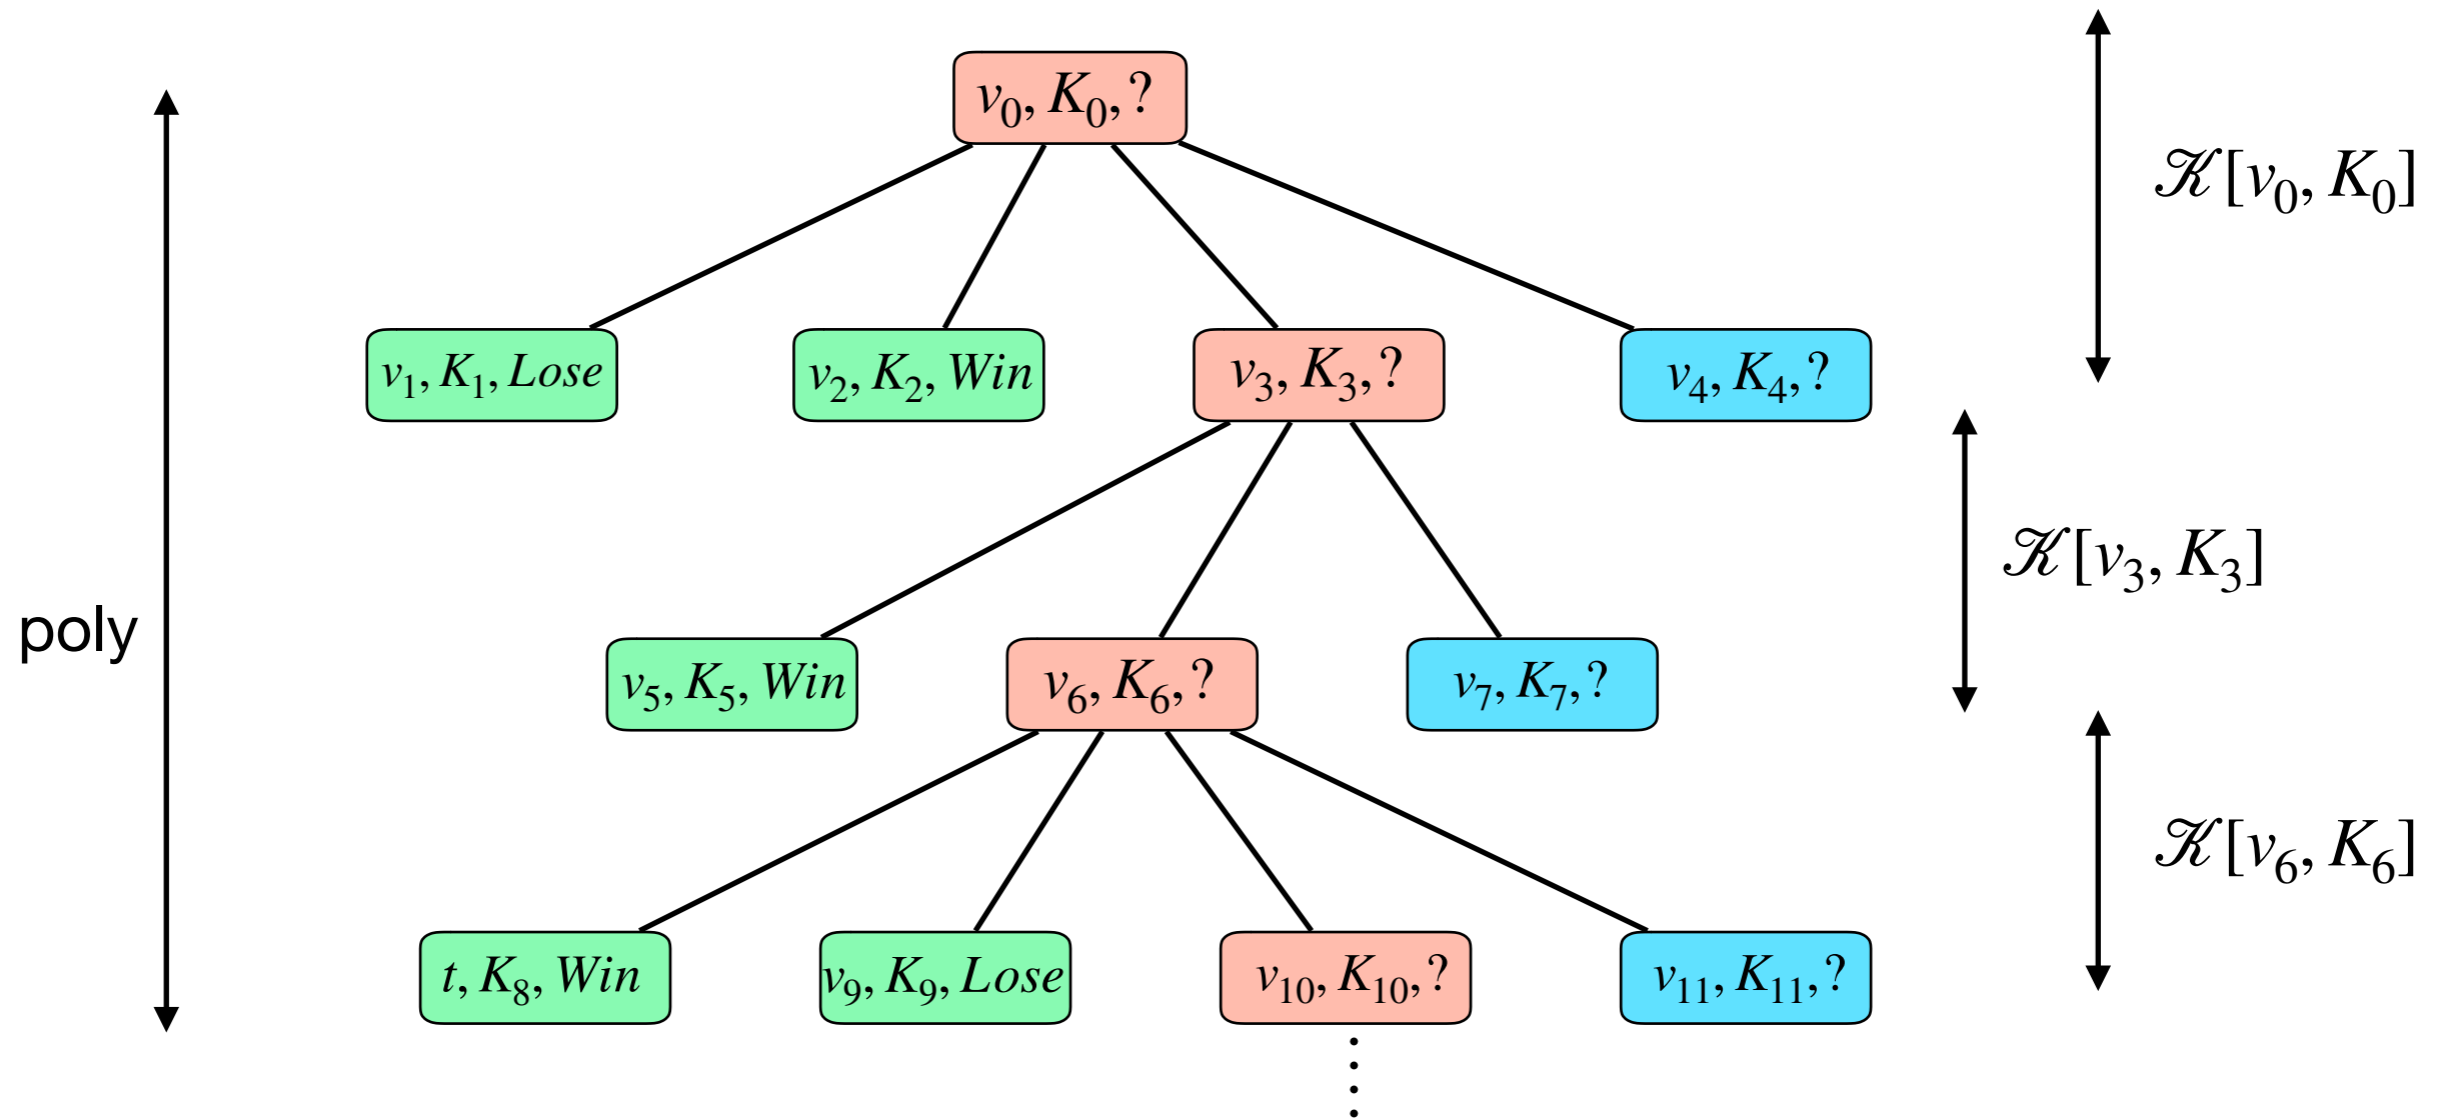 v₀, K₀, ?
𝒦[v₀, K₀]
v₁, K₁, Lose
v₂, K₂, Win
v₃, K₃, ?
v₄, K₄, ?
𝒦[v₃, K₃]
poly
v₅, K₅, Win
v₆, K₆, ?
v₇, K₇, ?
𝒦[v₆, K₆]
t, K₈, Win
v₉, K₉, Lose
v₁₀, K₁₀, ?
v₁₁, K₁₁, ?